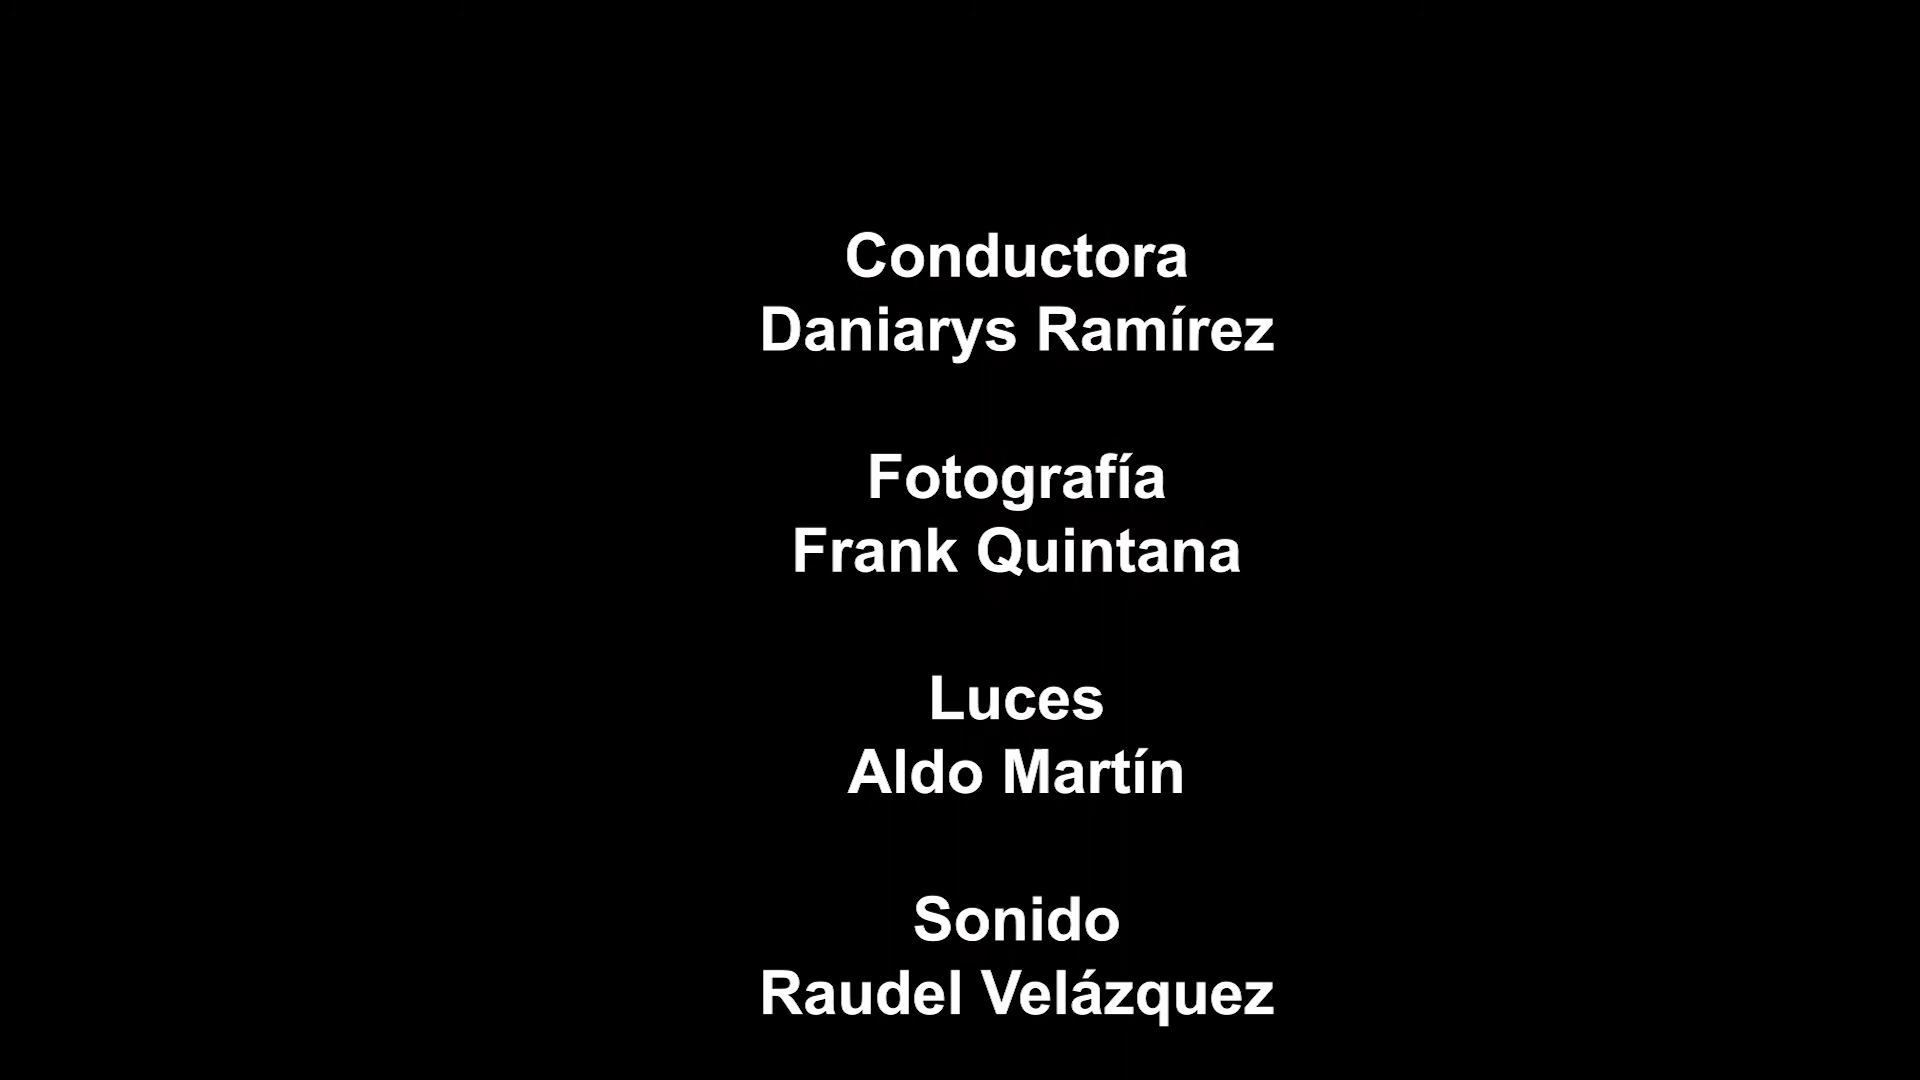 Conductora
Daniarys Ramírez
Fotografía
Frank Quintana
Luces
Aldo Martín
Sonido
Raudel Velázquez